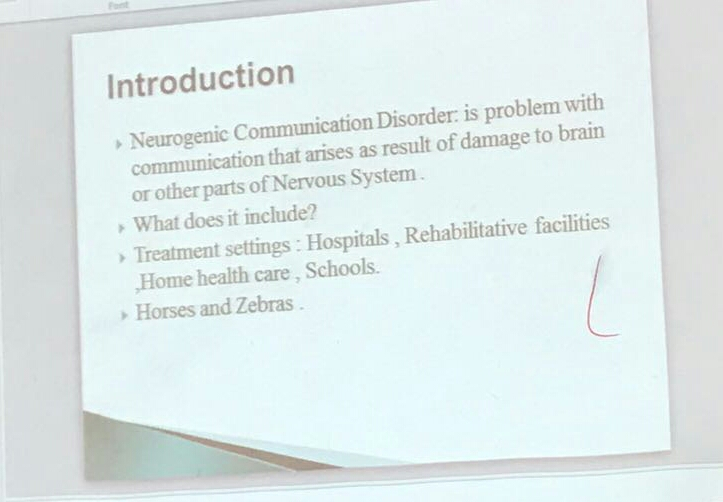 Font
Introduction
Neurogenic Communication Disorder: is problem with
communication that arises as result of damage to brain
or other parts of Nervous System .
What does it include?
Treatment settings : Hospitals , Rehabilitative facilities
,Home health care , Schools.
Horses and Zebras .